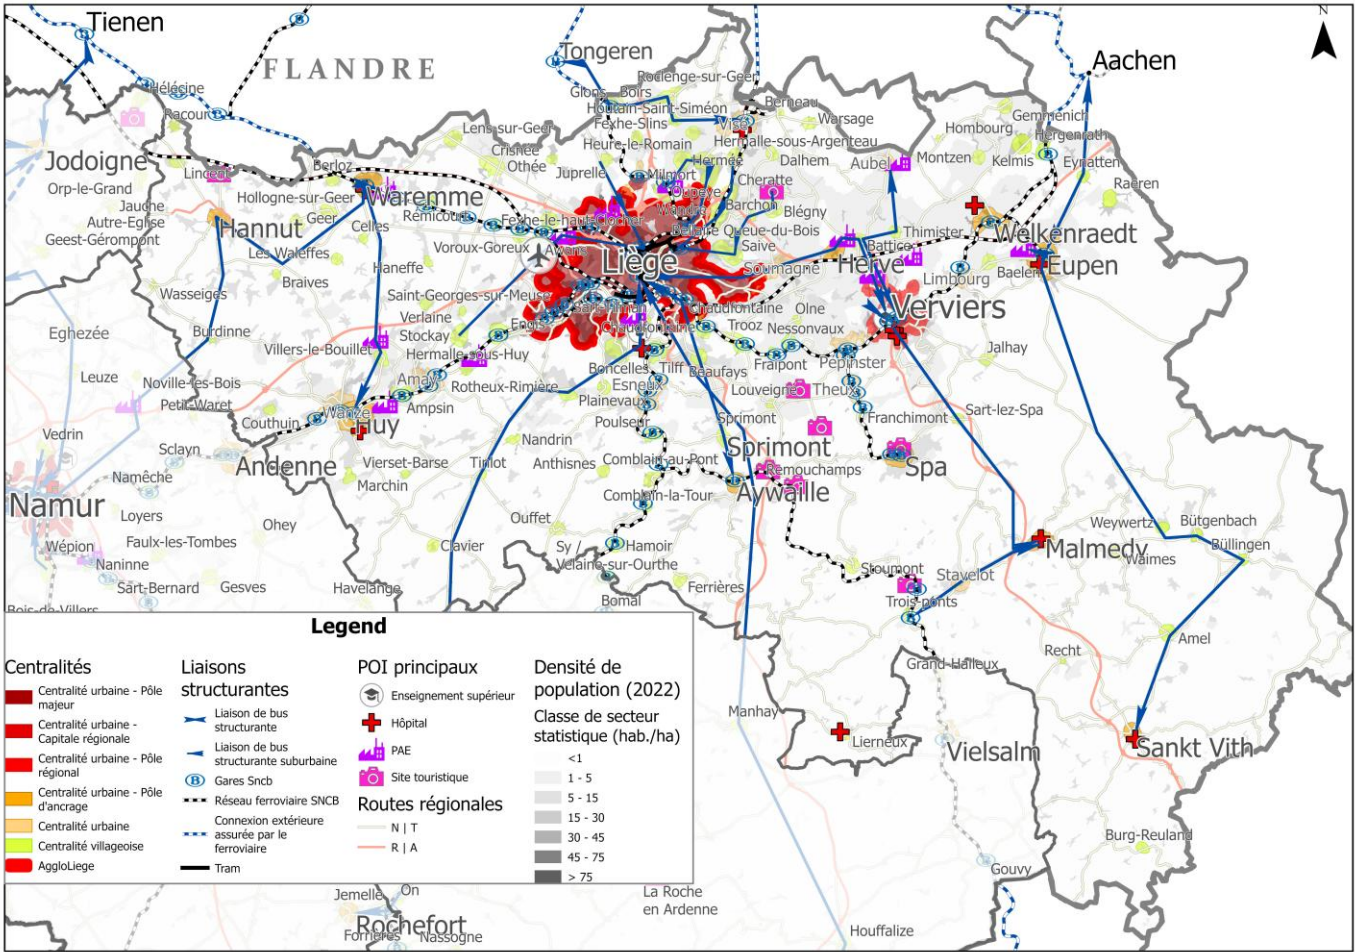 N
Tienen
Tongeren
Aachen
FLANDRE
Hélécine
Racour
Roclenge-sur-Geer
Glons
Boirs
Houtain-Saint-Siméon
Berneau
Visé
Warsage
Fexhe-Slins
Lens-sur-Geer
Gemmenich
Hombourg
Hergenrath
Crisnée
Heure-le-Romain
Hermalle-sous-Argenteau
Jodoigne
Berloz
Othée
Hermée
Dalhem
Aubel
Montzen
Kelmis
Eynatten
Lincent
Juprelle
Milmort
Cheratte
Raeren
Orp-le-Grand
Hollogne-sur-Geer
Waremme
Oupeye
Jauche
Geer
Remicourt
Wandre
Barchon
Blégny
Autre-Eglise
Hannut
Celles
Fexhe-le-haut-Clocher
Bellaire
Queue-du-Bois
Thimister
Welkenraedt
Geest-Gérompont
Voroux-Goreux
Awans
Saive
Battice
Les Waleffes
Liège
Haneffe
Soumagne
Herve
Baelen
Eupen
Braives
Limbourg
Wasseiges
Saint-Georges-sur-Meuse
Sart-Tilman
Chaudfontaine
Olne
Verviers
Verlaine
Engis
Chaudfontaine
Trooz
Nessonvaux
Burdinne
Stockay
Eghezée
Villers-le-Bouillet
Hermalle-sous-Huy
Jalhay
Fraipont
Pepinster
Boncelles
Tilff
Beaufays
Leuze
Noville-les-Bois
Amay
Rotheux-Rimière
Esneux
Louveigné
Theux
Petit-Waret
Wanze
Ampsin
Plainevaux
Sart-lez-Spa
Couthuin
Huy
Poulseur
Sprimont
Franchimont
Vedrin
Sclayn
Nandrin
Sprimont
Andenne
Vierset-Barse
Tinlot
Anthisnes
Comblain-au-Pont
Remouchamps
Spa
Namêche
Marchin
Comblain-la-Tour
Aywaille
Namur
Loyers
Ohey
Ouffet
Weywertz
Bütgenbach
Wépion
Faulx-les-Tombes
Clavier
Sy /
Hamoir
Malmedy
Waimes
Büllingen
Naninne
Velaine-sur-Ourthe
Stoumont
Stavelot
Sart-Bernard
Gesves
Havelange
Ferrières
Bomal
Trois-ponts
Bois-de-Villers
Amel
Recht
Grand-Halleux
Manhay
Lierneux
Vielsalm
Sankt Vith
Burg-Reuland
Gouvy
Legend
Centralités
Centralité urbaine - Pôle
majeur
Centralité urbaine -
Capitale régionale
Centralité urbaine - Pôle
régional
Centralité urbaine - Pôle
d'ancrage
Centralité urbaine
Centralité villageoise
AggloLiege
Liaisons
structurantes
Liaison de bus
structurante
Liaison de bus
structurante suburbaine
Gares Sncb
Réseau ferroviaire SNCB
Connexion extérieure
assurée par le
ferroviaire
Tram
POI principaux
Enseignement supérieur
Hôpital
PAE
Site touristique
Routes régionales
N | T
R | A
Densité de
population (2022)
Classe de secteur
statistique (hab./ha)
<1
1 - 5
5 - 15
15 - 30
30 - 45
45 - 75
> 75
Jemelle
On
Rochefort
Forrières
Nassogne
La Roche
en Ardenne
Houffalize